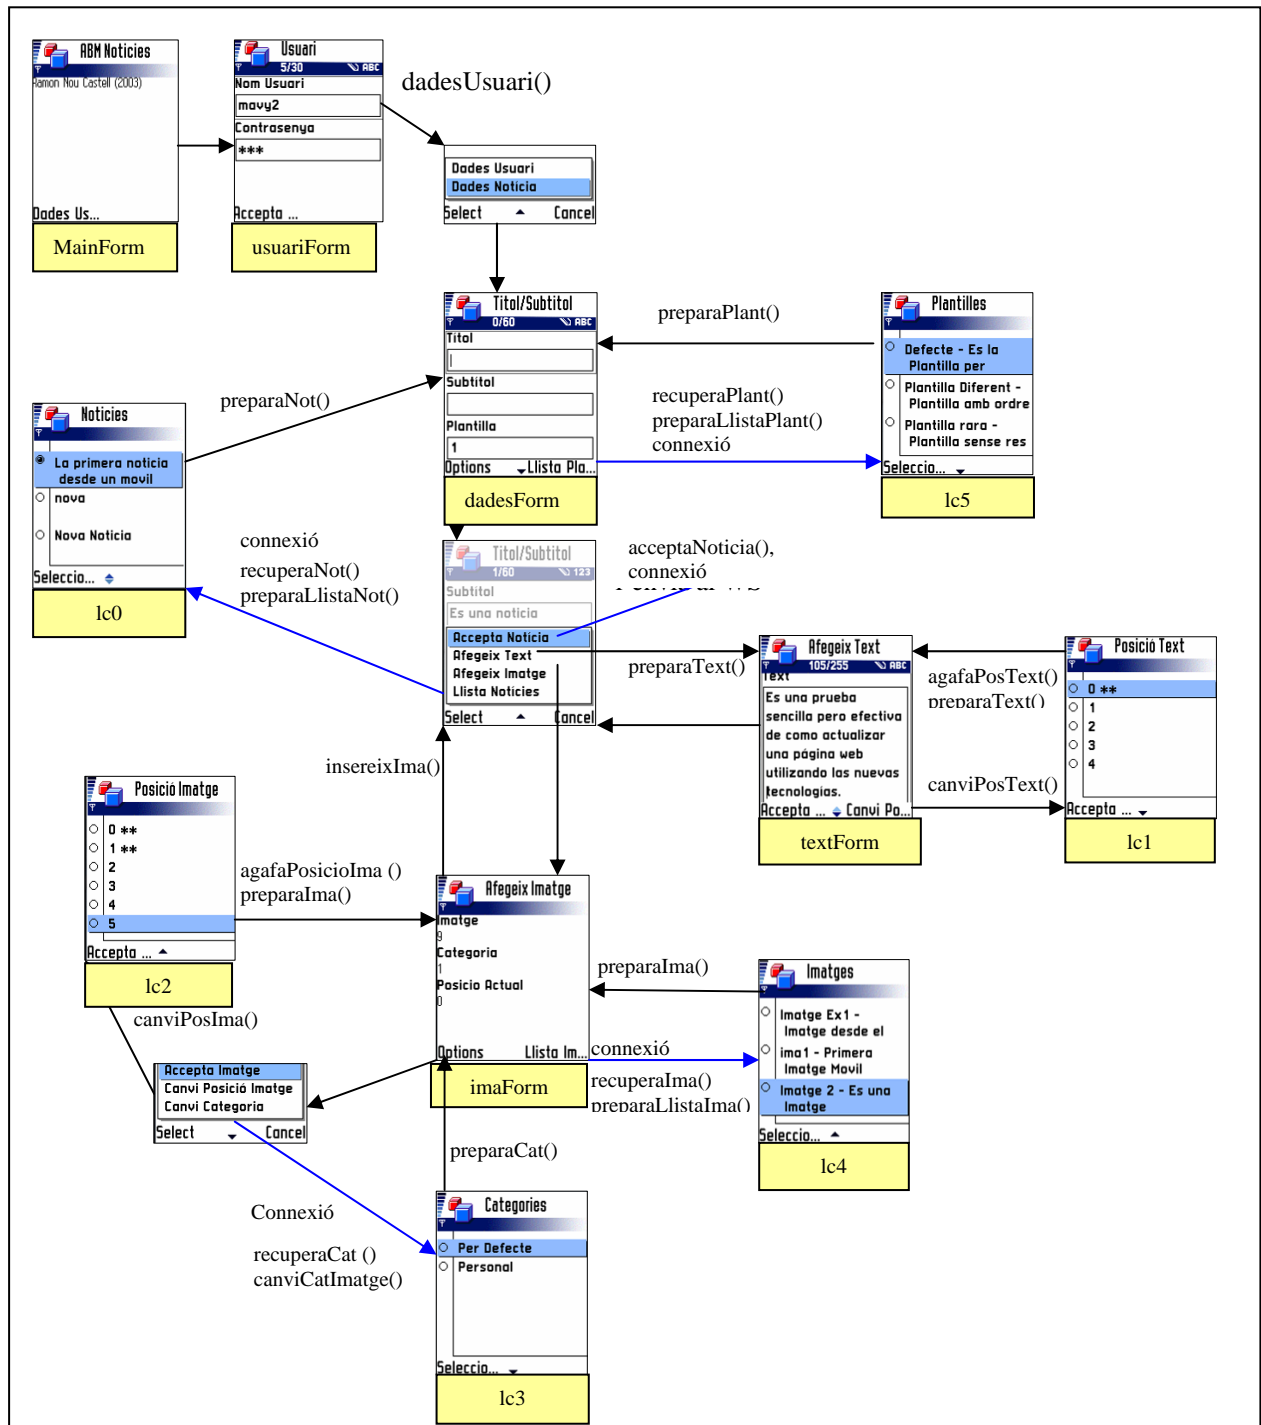 ABM Noticies
Ramon Nou Castell (2003)
Dades Us...
MainForm
Usuari
5/30
ABC
Nom Usuari
mavy2
Contrasenya
***
Accepta ...
usuariForm
dadesUsuari()
Dades Usuari
Dades Noticia
Select
Cancel
Titol/Subtitol
0/60
ABC
Titol
Subtitol
Plantilla
1
Options
Llista Pla...
dadesForm
preparaPlant()
recuperaPlant()
preparaLlistaPlant()
connexió
Plantilles
Defecte - Es la
Plantilla per
Plantilla Diferent -
Plantilla amb ordre
Plantilla rara -
Plantilla sense res
Seleccio...
lc5
preparaNot()
Noticies
La primera noticia
desde un movil
nova
Nova Noticia
Seleccio...
lc0
connexió
recuperaNot()
preparaLlistaNot()
Titol/Subtitol
1/60
123
Subtitol
Es una noticia
Accepta Noticia
Afegeix Text
Afegeix Imatge
Llista Noticies
Select
Cancel
acceptaNoticia(),
connexió
preparaText()
Afegeix Text
105/255
ABC
Text
Es una prueba
sencilla pero efectiva
de como actualizar
una página web
utilizando las nuevas
tecnologias.
Accepta ...
Canvi Po...
textForm
agafaPosText()
preparaText()
canviPosText()
Posició Text
0 **
1
2
3
4
Accepta ...
lc1
insereixIma()
Posició Imatge
0 **
1 **
2
3
4
5
Accepta ...
lc2
agafaPosicioIma ()
preparaIma()
canviPosIma()
Afegeix Imatge
Imatge
9
Categoria
1
Posicio Actual
0
Options
Llista Im...
imaForm
preparaIma()
connexió
recuperaIma()
preparaLlistaIma()
Imatges
Imatge Ex1 -
Imatge desde el
ima1 - Primera
Imatge Movil
Imatge 2 - Es una
Imatge
Seleccio...
lc4
Accepta Imatge
Canvi Posició Imatge
Canvi Categoria
Select
Cancel
preparaCat()
Connexió
recuperaCat ()
canviCatImatge()
Categories
Per Defecte
Personal
Seleccio...
lc3